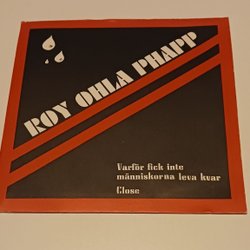 ROY OHLA PHAPP
Varför fick inte
människorna leva kvar
Close